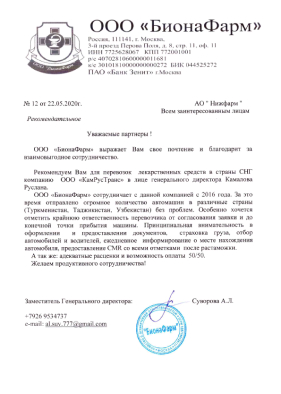 ООО «БионаФарм»
Россия, 111141, г. Москва,
3-й проезд Перова Поля, д. 8, стр. 11, оф. 11
ИНН 7725628067 КПП 772001001
р/с 40702810600000011681
к/с 30101810000000000272 БИК 044525272
ПАО «Банк Зенит» г.Москва
№ 12 от 22.05.2020г.
АО " Нижфарм "
Всем заинтересованным лицам
Рекомендательное
Уважаемые партнеры !
ООО «БионаФарм» выражает Вам свое почтение и благодарит за
взаимовыгодное сотрудничество.
Рекомендуем Вам для перевозок лекарственных средств в страны СНГ
компанию ООО «КамРусТранс» в лице генерального директора Камалова
Руслана.
ООО «БионаФарм» сотрудничает с данной компанией с 2016 года. За это
время отправлено огромное количество автомашин в различные страны
(Туркменистан, Таджикистан, Узбекистан) без проблем. Особенно хочется
отметить крайнюю ответственность перевозчика от согласования заявки и до
конечной точки прибытия машины. Принципиальная внимательность в
оформлении и предоставлении документов, страховка груза, отбор
автомобилей и водителей, ежедневное информирование о месте нахождения
автомобиля, предоставление CMR со отметками после растаможки.
А так же: адекватные расценки и возможность оплаты 50/50.
Желаем продуктивного сотрудничества!
Заместитель Генерального директора:
Суворова А.Л.
+7926 9534737
e-mail: al.suv.777@gmail.com
"БионаФарм"